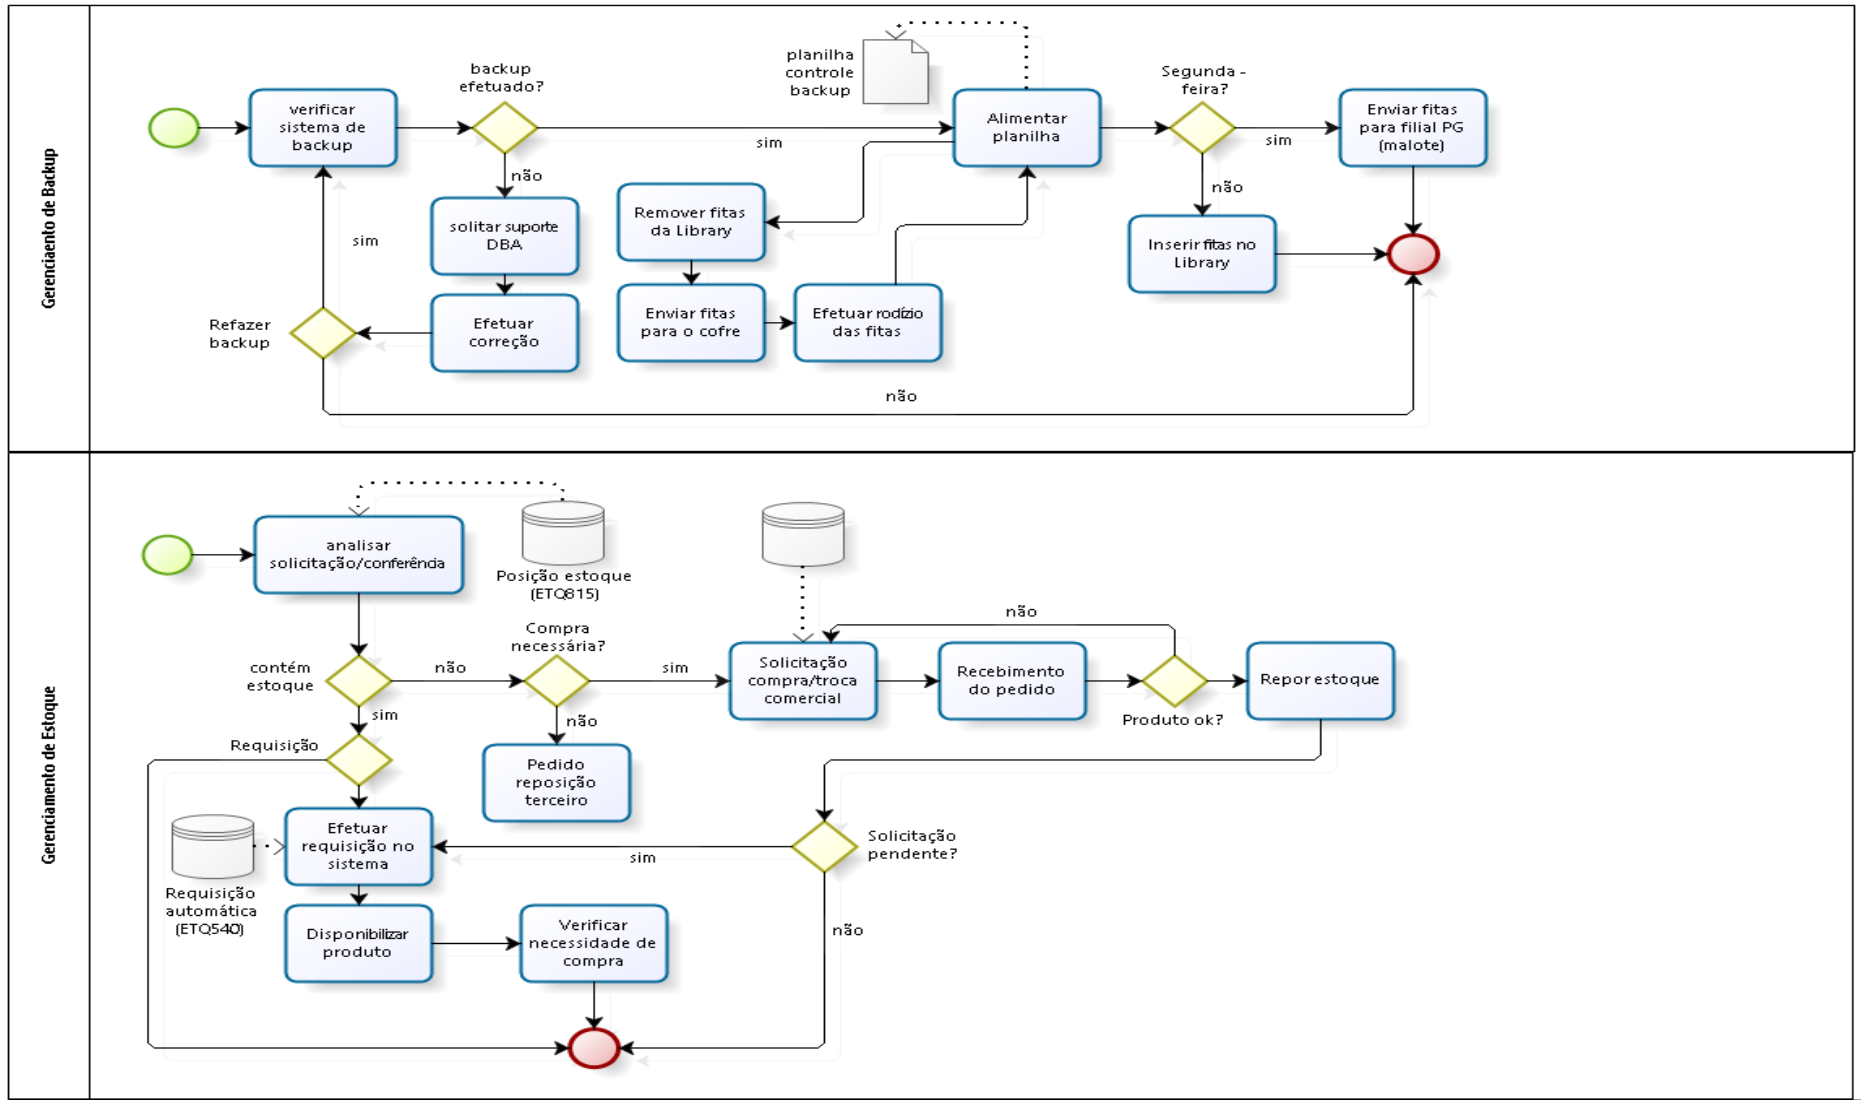 Gerenciaento de Backup
planilha
controle
backup
backup
efetuado?
Segunda -
feira?
verificar
sistema de
backup
Alimentar
planilha
Enviar fitas
para filial PG
(malote)
sim
sim
não
não
Remover fitas
da Library
solitar suporte
DBA
sim
Inserir fitas no
Library
Refazer
backup
Efetuar
correção
Enviar fitas
para o cofre
Efetuar rodízio
das fitas
não
Gerenciamento de Estoque
analisar
solicitação/conferência
Posição estoque
(ETQ815)
não
Compra
necessária?
contém
estoque
não
sim
Solicitação
compra/troca
comercial
Recebimento
do pedido
Repor estoque
Produto ok?
sim
não
Requisição
Pedido
reposição
terceiro
Efetuar
requisição no
sistema
Solicitação
pendente?
sim
Requisição
automática
(ETQ540)
Disponibilizar
produto
Verificar
necessidade de
compra
não